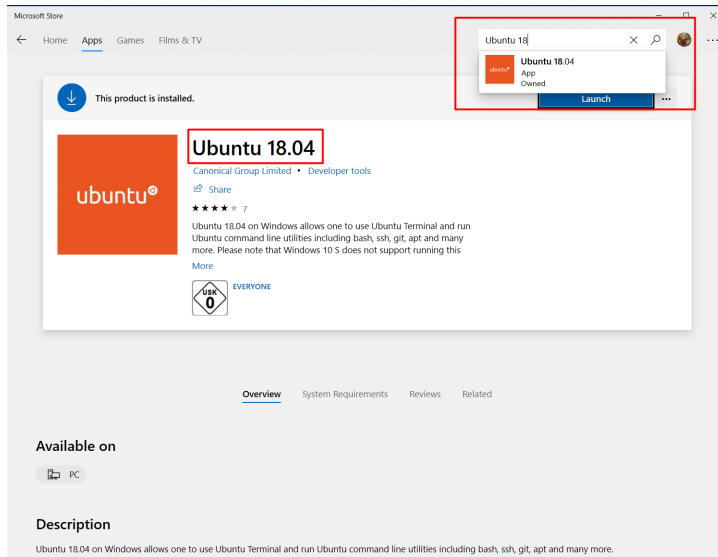 Microsoft Store
Home Apps Games Films & TV
Ubuntu 18
Ubuntu 18.04
App
Owned
ubuntu
This product is installed.
Launch
Ubuntu 18.04
Canonical Group Limited • Developer tools
Share
7
ubuntu
Ubuntu 18.04 on Windows allows one to use Ubuntu Terminal and run
Ubuntu command line utilities including bash, ssh, git, apt and many
more. Please note that Windows 10 S does not support running this
More
USK
0
EVERYONE
Overview System Requirements Reviews Related
Available on
PC
Description
Ubuntu 18.04 on Windows allows one to use Ubuntu Terminal and run Ubuntu command line utilities including bash, ssh, git, apt and many more.